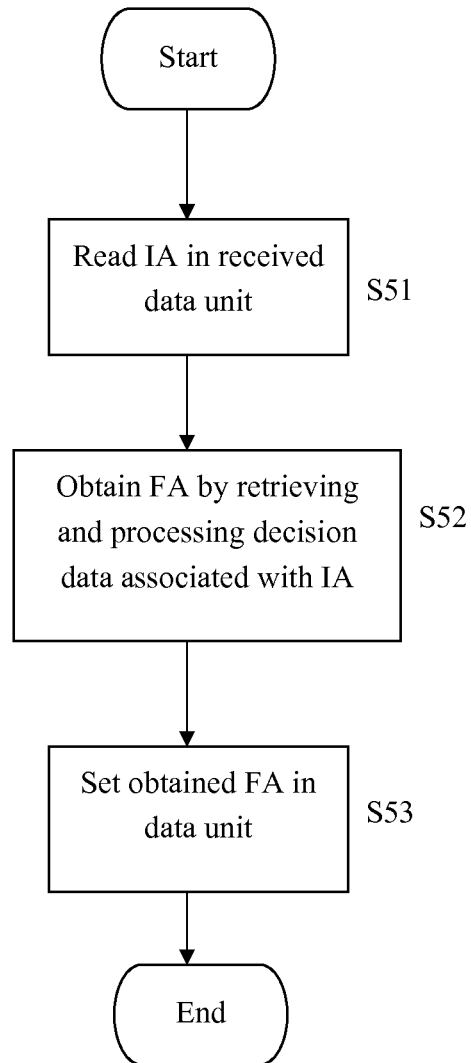 Start
Read IA in received
data unit
S51
Obtain FA by retrieving
and processing decision
data associated with IA
S52
Set obtained FA in
data unit
S53
End